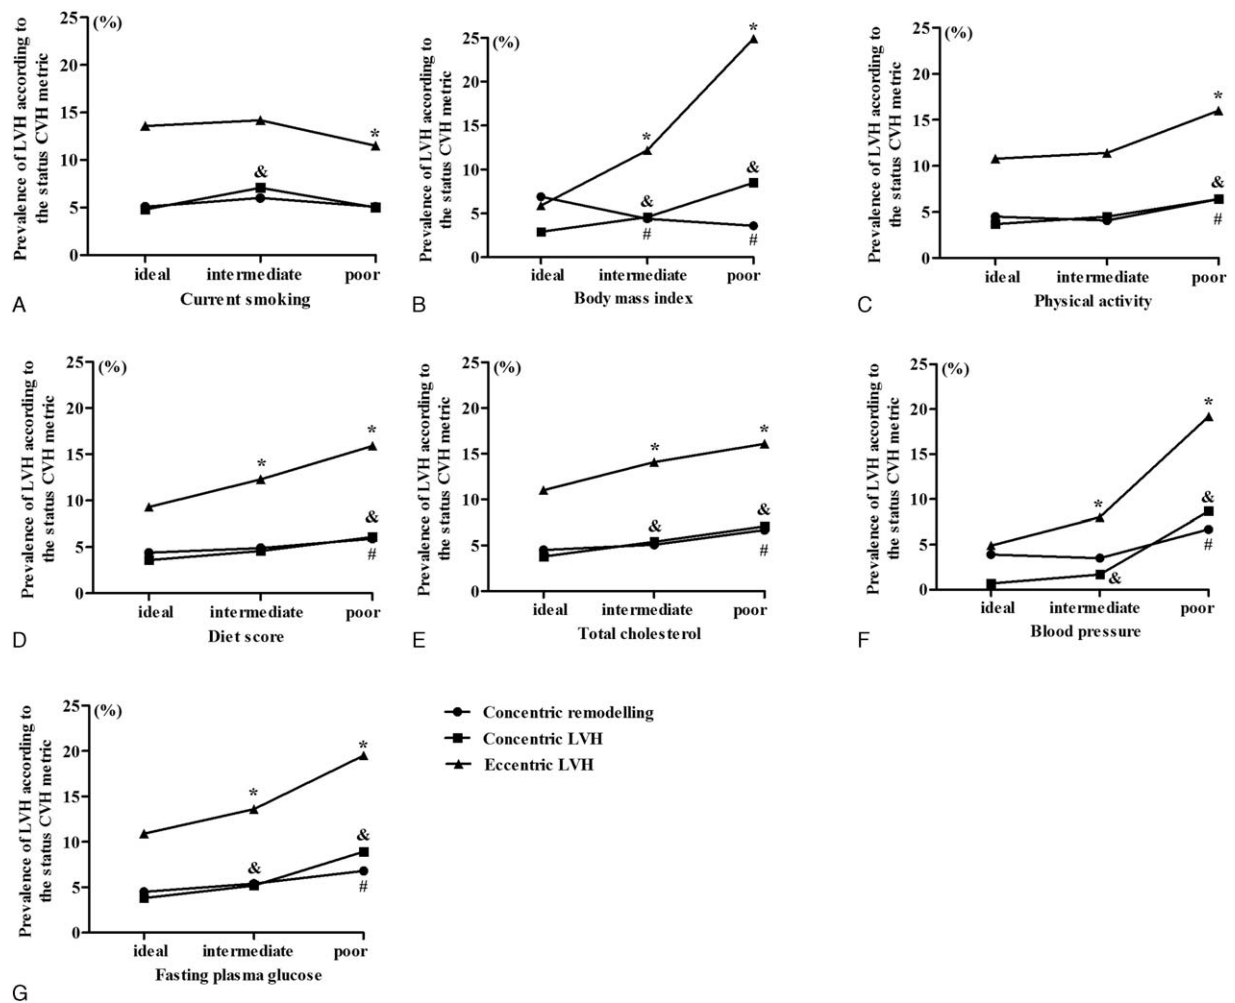 Prevalence of LVH according to
the status CVH metric
(%)
25
20
15
10
5
0
*
&
ideal intermediate poor
Current smoking
A
Prevalence of LVH according to
the status CVH metric
(%)
25
20
15
10
5
0
*
*
&
&
#
#
ideal intermediate poor
Body mass index
B
Prevalence of LVH according to
the status CVH metric
(%)
25
20
15
10
5
0
*
&
#
ideal intermediate poor
Physical activity
C
Prevalence of LVH according to
the status CVH metric
(%)
25
20
15
10
5
0
*
*
&
#
ideal intermediate poor
Diet score
D
Prevalence of LVH according to
the status CVH metric
(%)
25
20
15
10
5
0
*
*
&
&
#
ideal intermediate poor
Total cholesterol
E
Prevalence of LVH according to
the status CVH metric
(%)
25
20
15
10
5
0
*
*
&
&
#
ideal intermediate poor
Blood pressure
F
Prevalence of LVH according to
the status CVH metric
(%)
25
20
15
10
5
0
*
*
&
&
#
ideal intermediate poor
Fasting plasma glucose
G
Concentric remodelling
Concentric LVH
Eccentric LVH